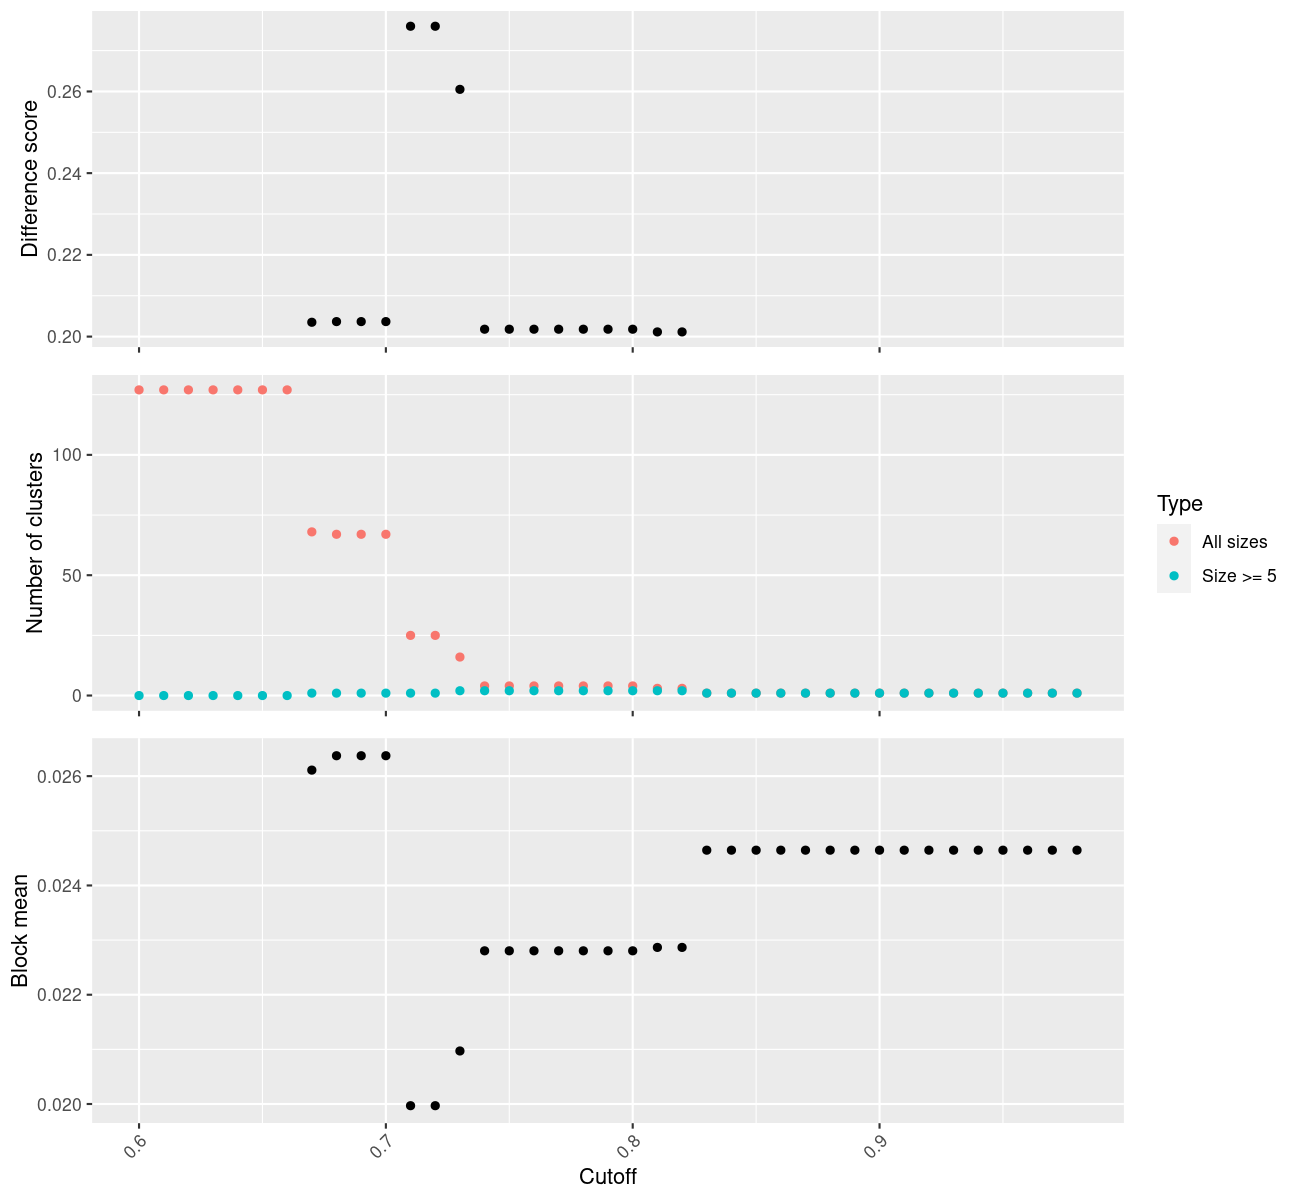 Difference score
0.26
0.24
0.22
0.20
Number of clusters
100
50
0
Type
All sizes
Size >= 5
Block mean
0.026
0.024
0.022
0.020
0.6
0.7
0.8
0.9
Cutoff